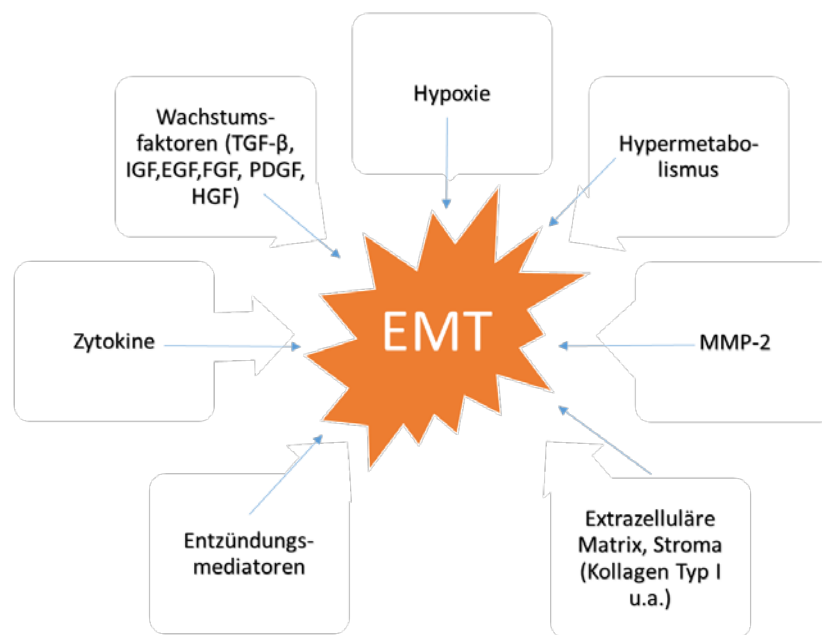 Hypoxie
Wachstums-
faktoren (TGF-β,
IGF,EGF,FGF, PDGF,
HGF)
Hypermetabo-
lismus
EMT
Zytokine
MMP-2
Entzündungs-
mediatoren
Extrazelluläre
Matrix, Stroma
(Kollagen Typ I
u.a.)